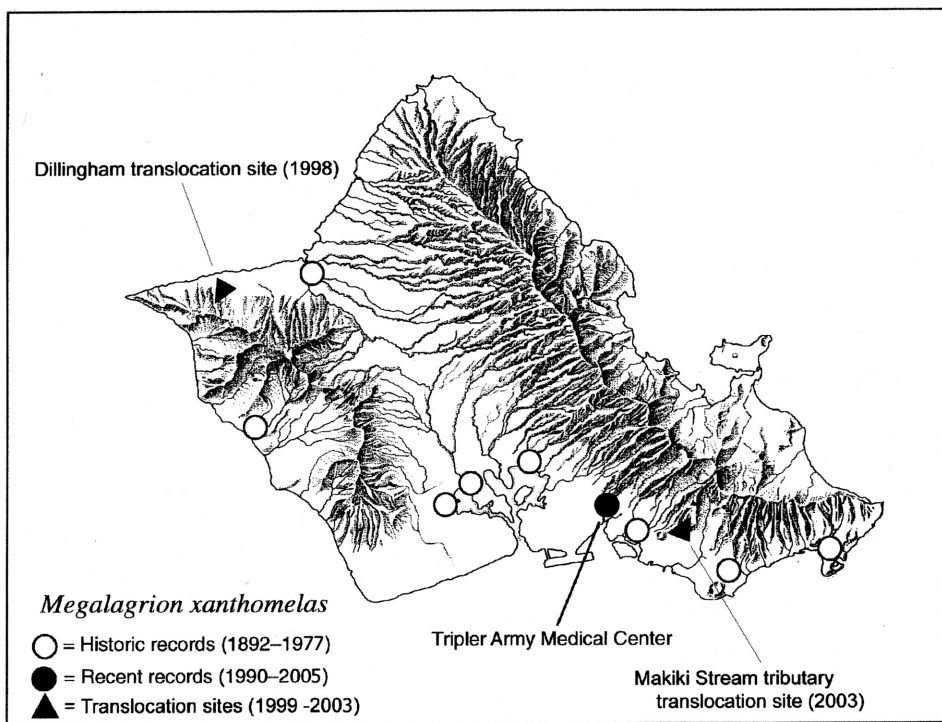 Dillingham translocation site (1998)
Megalagrion xanthomelas
= Historic records (1892–1977)
= Recent records (1990–2005)
= Translocation sites (1999 -2003)
Tripler Army Medical Center
Makiki Stream tributary
translocation site (2003)